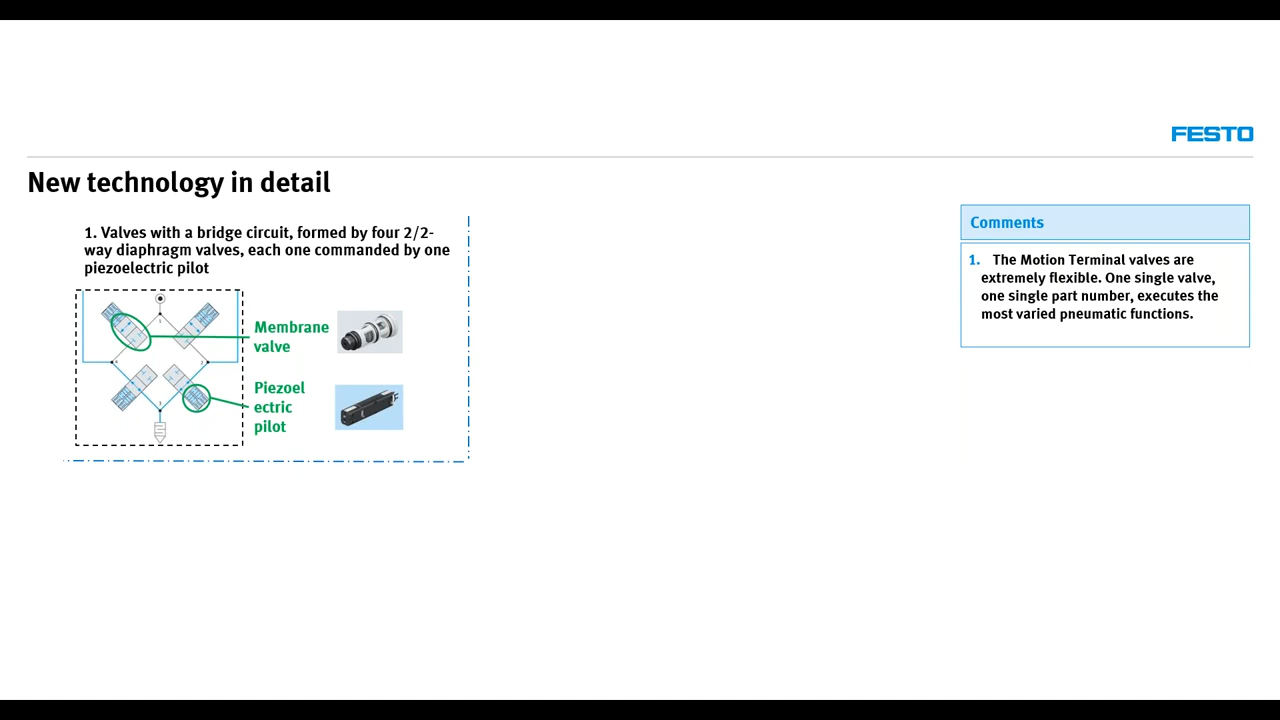 FESTO
New technology in detail
1. Valves with a bridge circuit, formed by four 2/2-
way diaphragm valves, each one commanded by one
piezoelectric pilot
Membrane
valve
Piezoel
ectric
pilot
Comments
1. The Motion Terminal valves are
extremely flexible. One single valve,
one single part number, executes the
most varied pneumatic functions.